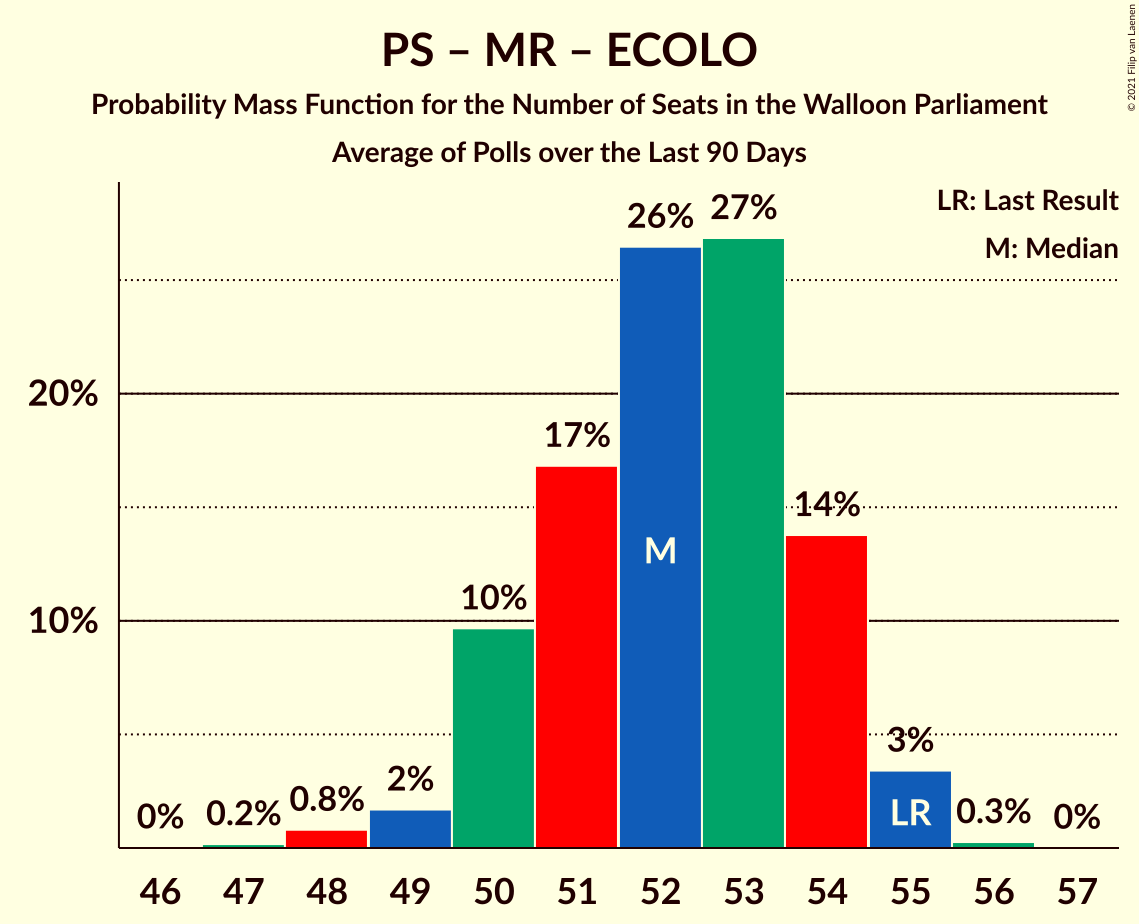 PS – MR – ECOLO
Probability Mass Function for the Number of Seats in the Walloon Parliament
Average of Polls over the Last 90 Days
© 2021 Filip van Laenen
LR: Last Result
M: Median
20%
10%
0%
0.2%
0.8%
2%
10%
17%
26%
27%
14%
3%
0.3%
0%
M
LR
46 47 48 49 50 51 52 53 54 55 56 57